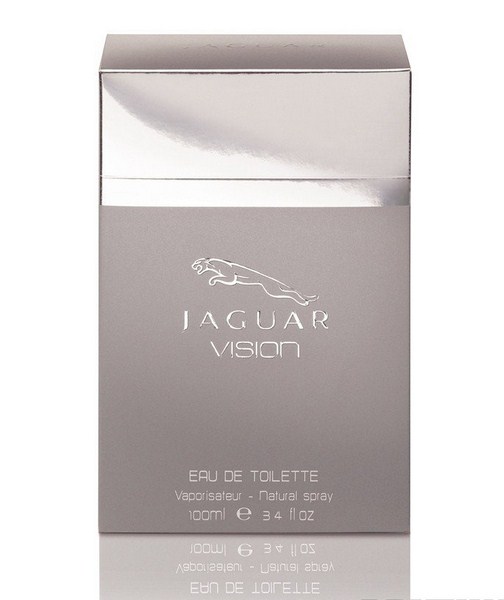 JAGUAR
VISION
EAU DE TOILETTE
Vaporisateur - Natural spray
100ml e 3.4 fl oz